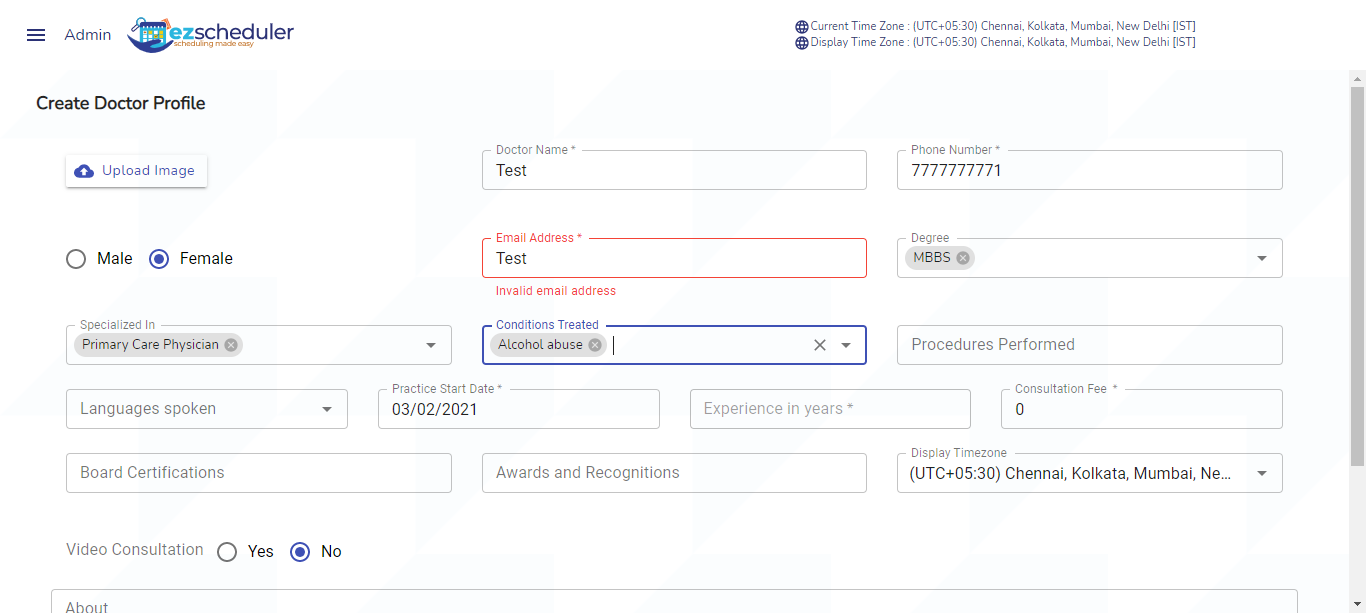 Admin
ezscheduler
scheduling made easy
Current Time Zone : (UTC+05:30) Chennai, Kolkata, Mumbai, New Delhi [IST]
Display Time Zone : (UTC+05:30) Chennai, Kolkata, Mumbai, New Delhi [IST]
Create Doctor Profile
Upload Image
Doctor Name *
Test
Phone Number *
7777777771
Male
Female
Email Address *
Test
Invalid email address
Degree
MBBS
Specialized In
Primary Care Physician
Conditions Treated
Alcohol abuse
Procedures Performed
Languages spoken
Practice Start Date *
03/02/2021
Experience in years *
Consultation Fee *
0
Board Certifications
Awards and Recognitions
Display Timezone
(UTC+05:30) Chennai, Kolkata, Mumbai, Ne...
Video Consultation
Yes
No
About